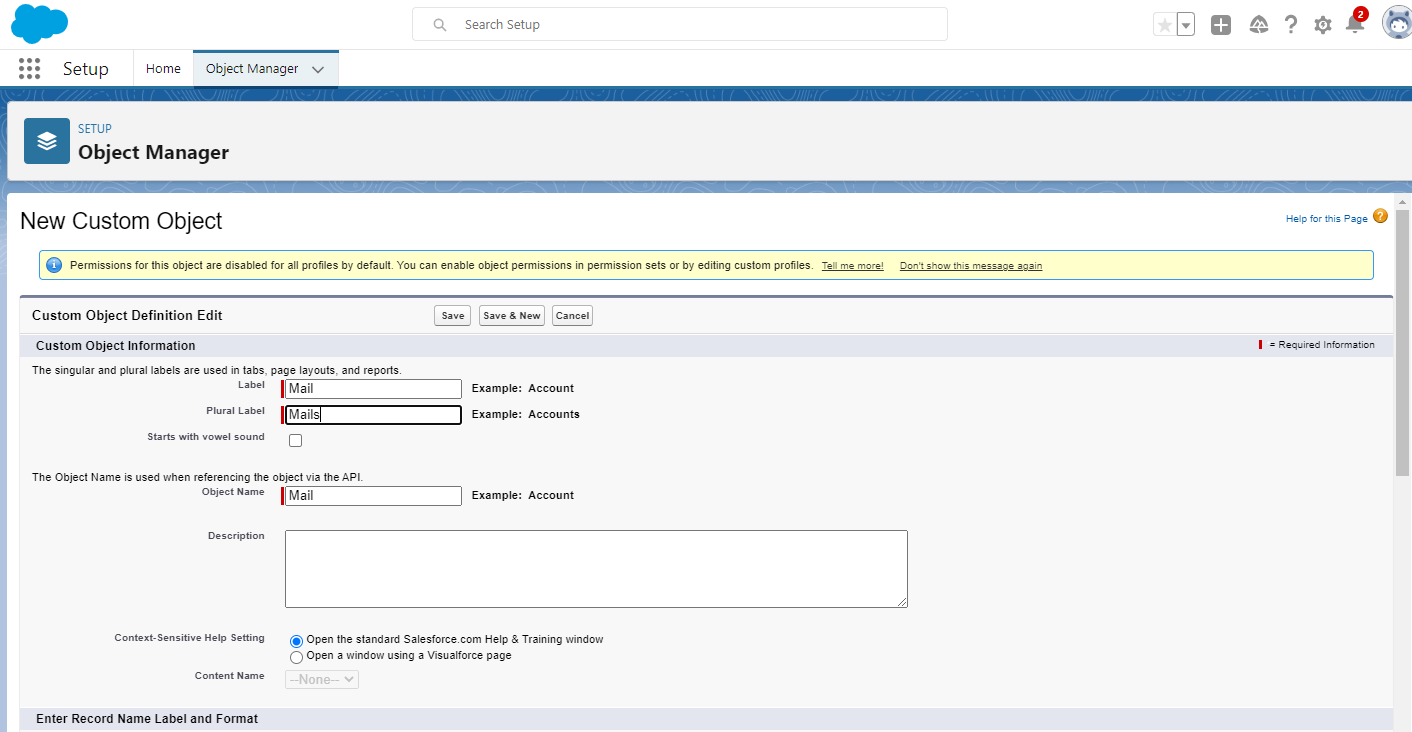 Search Setup
2
Setup
Home
Object Manager
SETUP
Object Manager
New Custom Object
Help for this Page ?
i Permissions for this object are disabled for all profiles by default. You can enable object permissions in permission sets or by editing custom profiles. Tell me more! Don't show this message again
Custom Object Definition Edit Save Save & New Cancel
Custom Object Information = Required Information
The singular and plural labels are used in tabs, page layouts, and reports.
Label Mail Example: Account
Plural Label Mails Example: Accounts
Starts with vowel sound
The Object Name is used when referencing the object via the API.
Object Name Mail Example: Account
Description
Context-Sensitive Help Setting Open the standard Salesforce.com Help & Training window
Open a window using a Visualforce page
Content Name --None--
Enter Record Name Label and Format